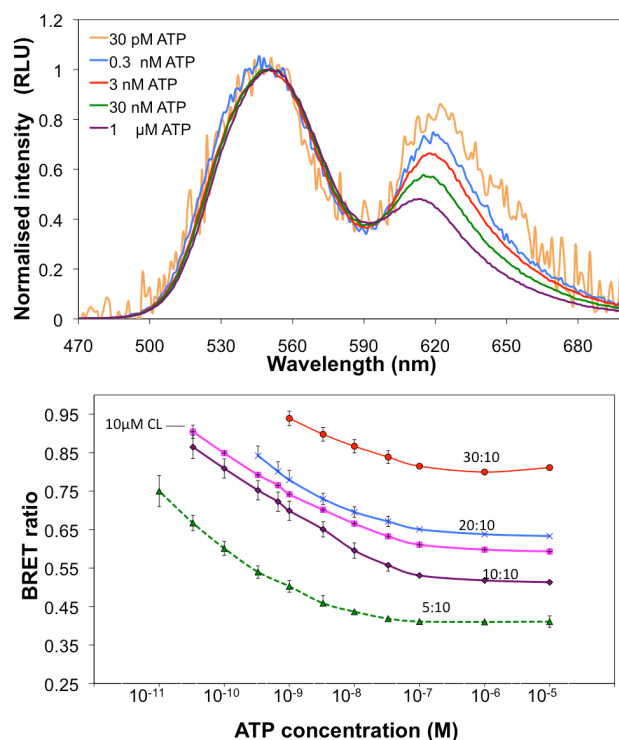 Normalised intensity (RLU)
1.2
1
0.8
0.6
0.4
0.2
0
30 pM ATP
0.3 nM ATP
3 nM ATP
30 nM ATP
1 µM ATP
470 500 530 560 590 620 650 680
Wavelength (nm)
BRET ratio
0.95
0.85
0.75
0.65
0.55
0.45
0.35
0.25
10µM CL
30:10
20:10
10:10
5:10
10-11 10-10 10-9 10-8 10-7 10-6 10-5
ATP concentration (M)